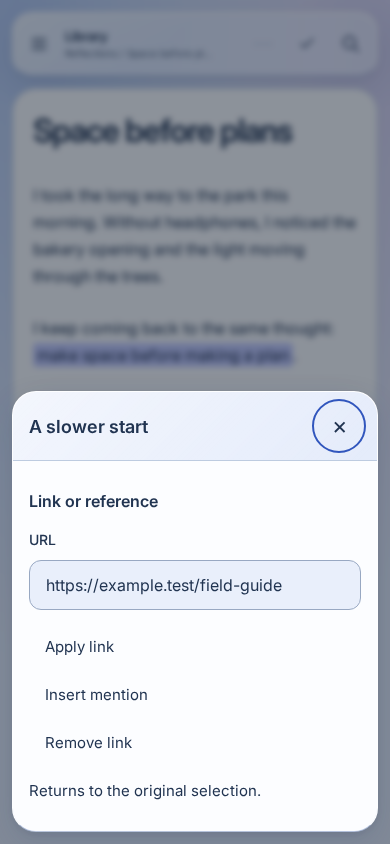 Library
Space before plans
I took the long way to the park this
morning. Without headphones, I noticed the
bakery opening and the light moving
through the trees.
I keep coming back to the same thought:
make space before making a plan.
A slower start
Link or reference
URL
https://example.test/field-guide
Apply link
Insert mention
Remove link
Returns to the original selection.